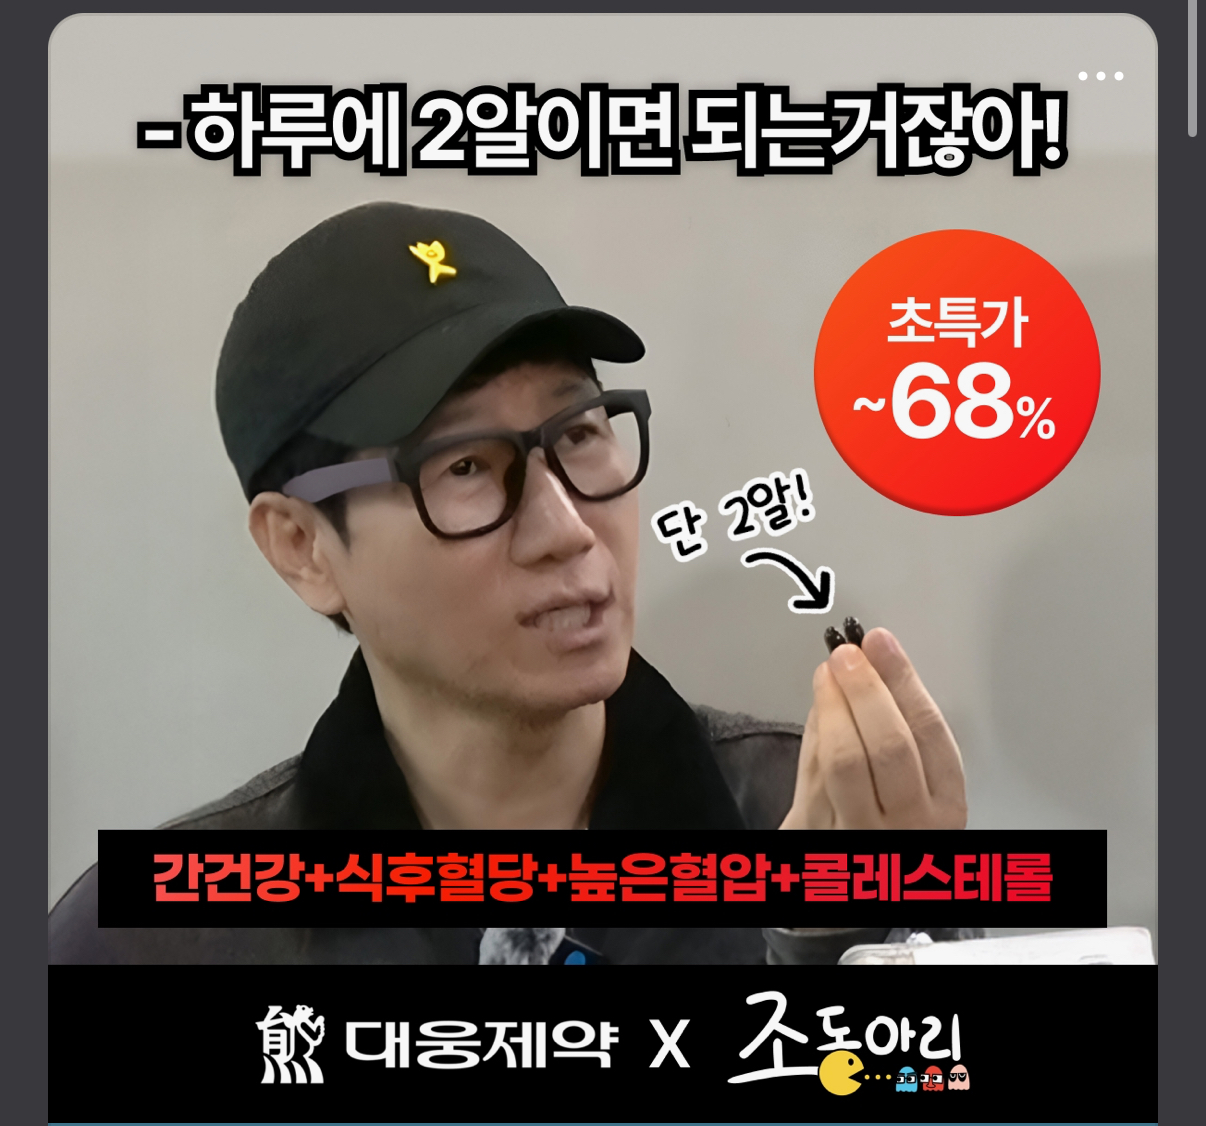 - 하루에 2알이면 되는거잖아!
초특가
~68%
단 2알!
간건강+식후혈당+높은혈압+콜레스테롤
熊 대웅제약 X 조동아리